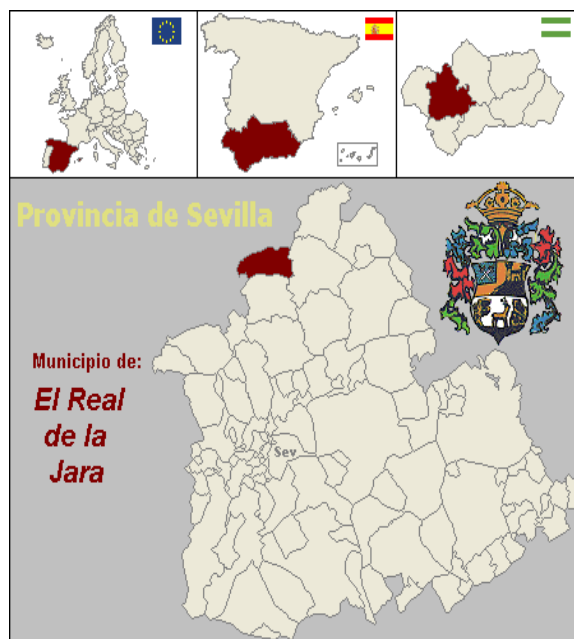 Provincia de Sevilla
Municipio de:
El Real
de la
Jara
Sev